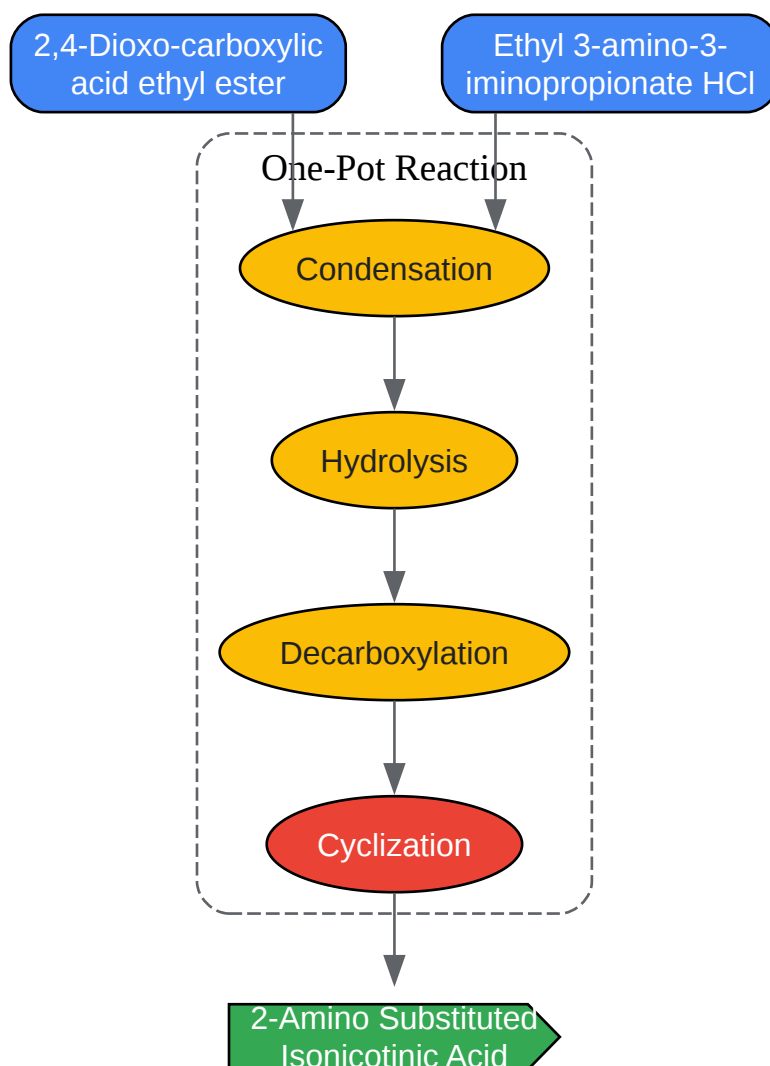 2,4-Dioxo-carboxylic
acid ethyl ester
Ethyl 3-amino-3-
iminopropionate HCl
One-Pot Reaction
Condensation
Hydrolysis
Decarboxylation
Cyclization
2-Amino Substituted
Isonicotinic Acid